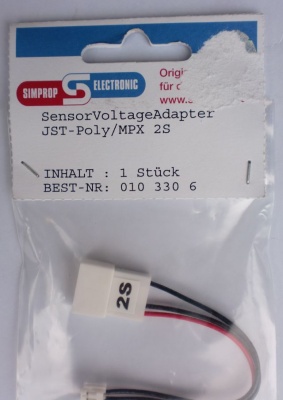 SIMPROP ELECTRONIC
Origi
für d
www.
SensorVoltageAdapter
JST-Poly/MPX 2S
INHALT : 1 Stück
BEST-NR: 010 330 6
2S